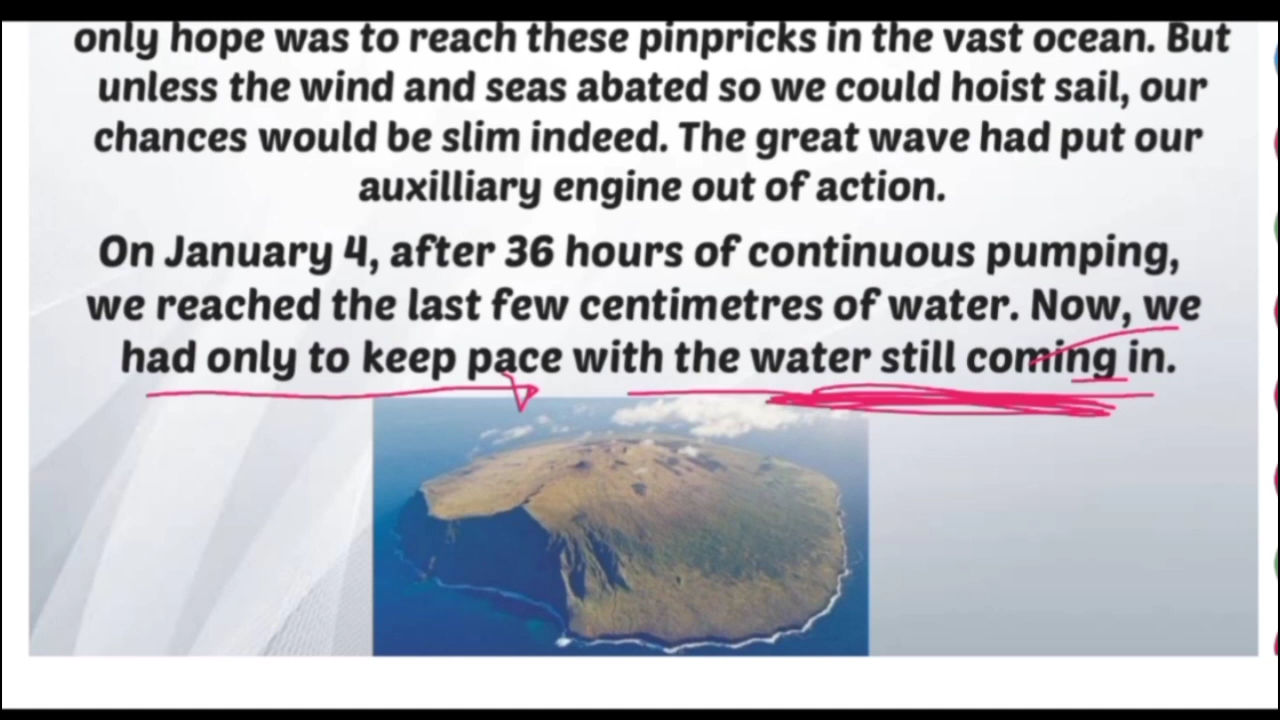 only hope was to reach these pinpricks in the vast ocean. But
unless the wind and seas abated so we could hoist sail, our
chances would be slim indeed. The great wave had put our
auxilliary engine out of action.
On January 4, after 36 hours of continuous pumping,
we reached the last few centimetres of water. Now, we
had only to keep pace with the water still coming in.